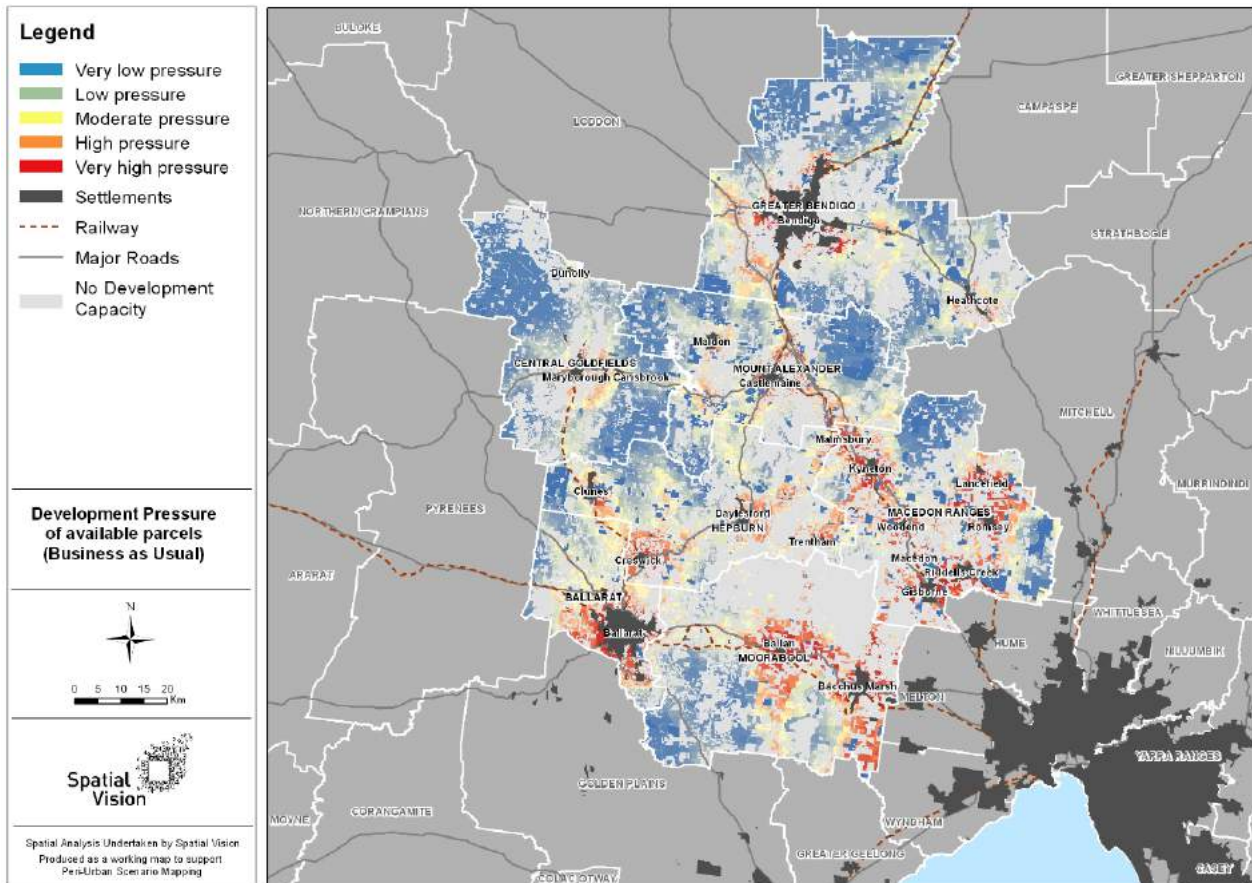 Legend
Very low pressure
Low pressure
Moderate pressure
High pressure
Very high pressure
Settlements
Railway
Major Roads
No Development
Capacity
Development Pressure
of available parcels
(Business as Usual)
N
0 5 10 15 20
Km
Spatial
Vision
Spatial Analysis Undertaken by Spatial Vision
Produced as a working map to support
Peri-Urban Scenario Mapping
BULOKE
GREATER SHEPPARTON
CAMPASPE
LODDON
NORTHERN GRAMPIANS
GREATER BENDIGO
Bendigo
STRATHBOGIE
Dunolly
Heathcote
Maldon
CENTRAL GOLDFIELDS
MOUNT ALEXANDER
Maryborough Carisbrook
Castlemaine
MITCHELL
Malmsbury
Kyneton
Lancefield
MURRINDINDI
Clunes
PYRENEES
Daylesford
MACEDON RANGES
HEPBURN
Woodend
Romsey
Trentham
Creswick
Macedon
ARARAT
Riddells Creek
BALLARAT
Gisborne
WHITTLESEA
Ballarat
Ballan
HUME
NILLUMBIK
MOORABOOL
Bacchus Marsh
MELTON
YARRA RANGES
GOLDEN PLAINS
MOYNE
CORANGAMITE
WYNDHAM
GREATER GEELONG
CASEY
COLAC OTWAY